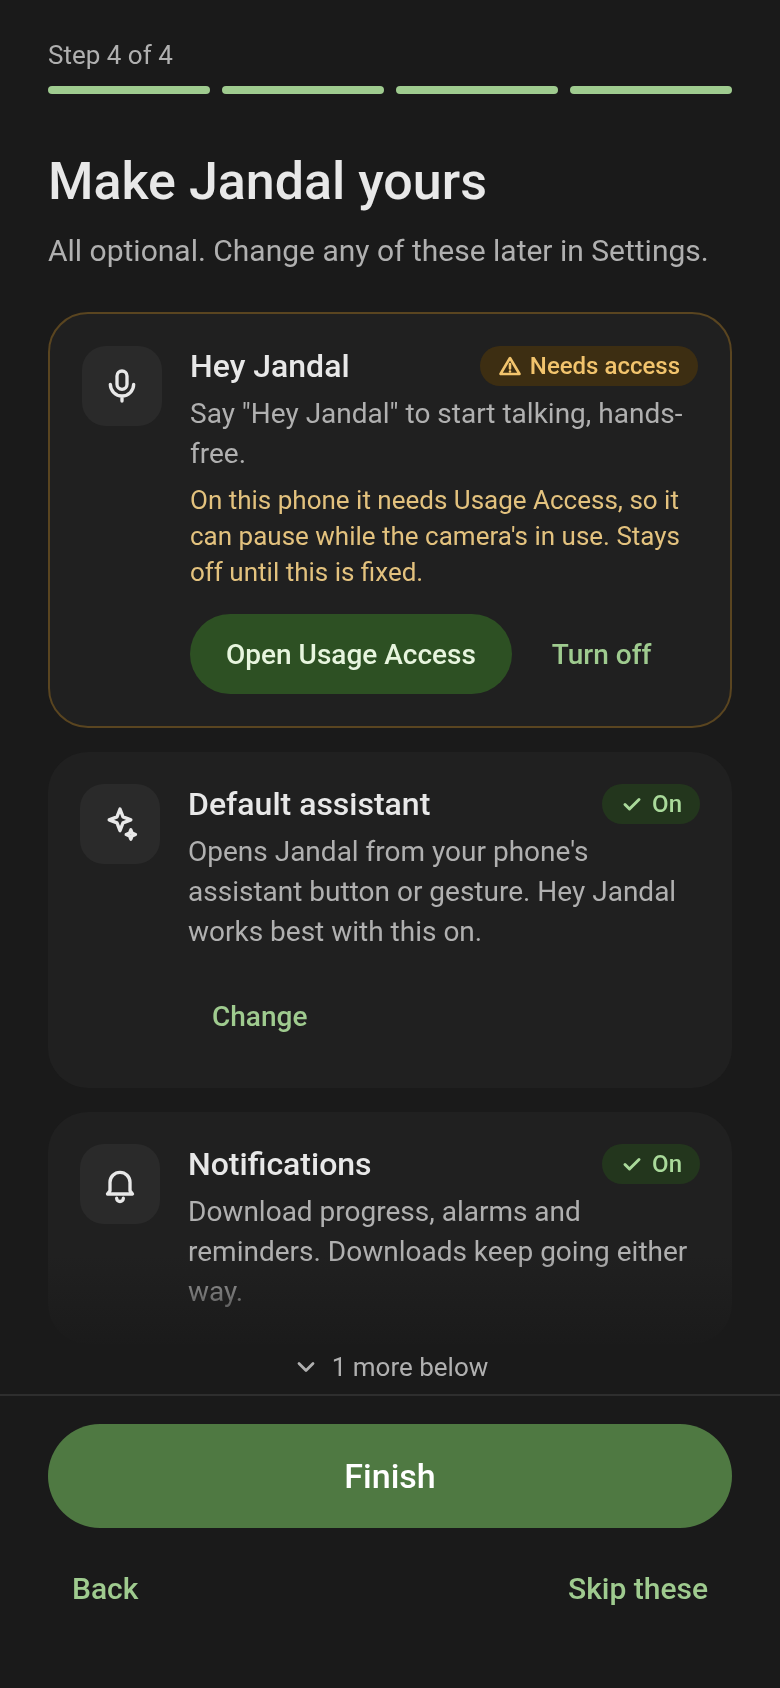 Step 4 of 4
Make Jandal yours
All optional. Change any of these later in Settings.
Hey Jandal
Needs access
Say "Hey Jandal" to start talking, hands-
free.
On this phone it needs Usage Access, so it
can pause while the camera's in use. Stays
off until this is fixed.
Open Usage Access
Turn off
Default assistant
On
Opens Jandal from your phone's
assistant button or gesture. Hey Jandal
works best with this on.
Change
Notifications
On
Download progress, alarms and
reminders. Downloads keep going either
way.
1 more below
Finish
Back
Skip these